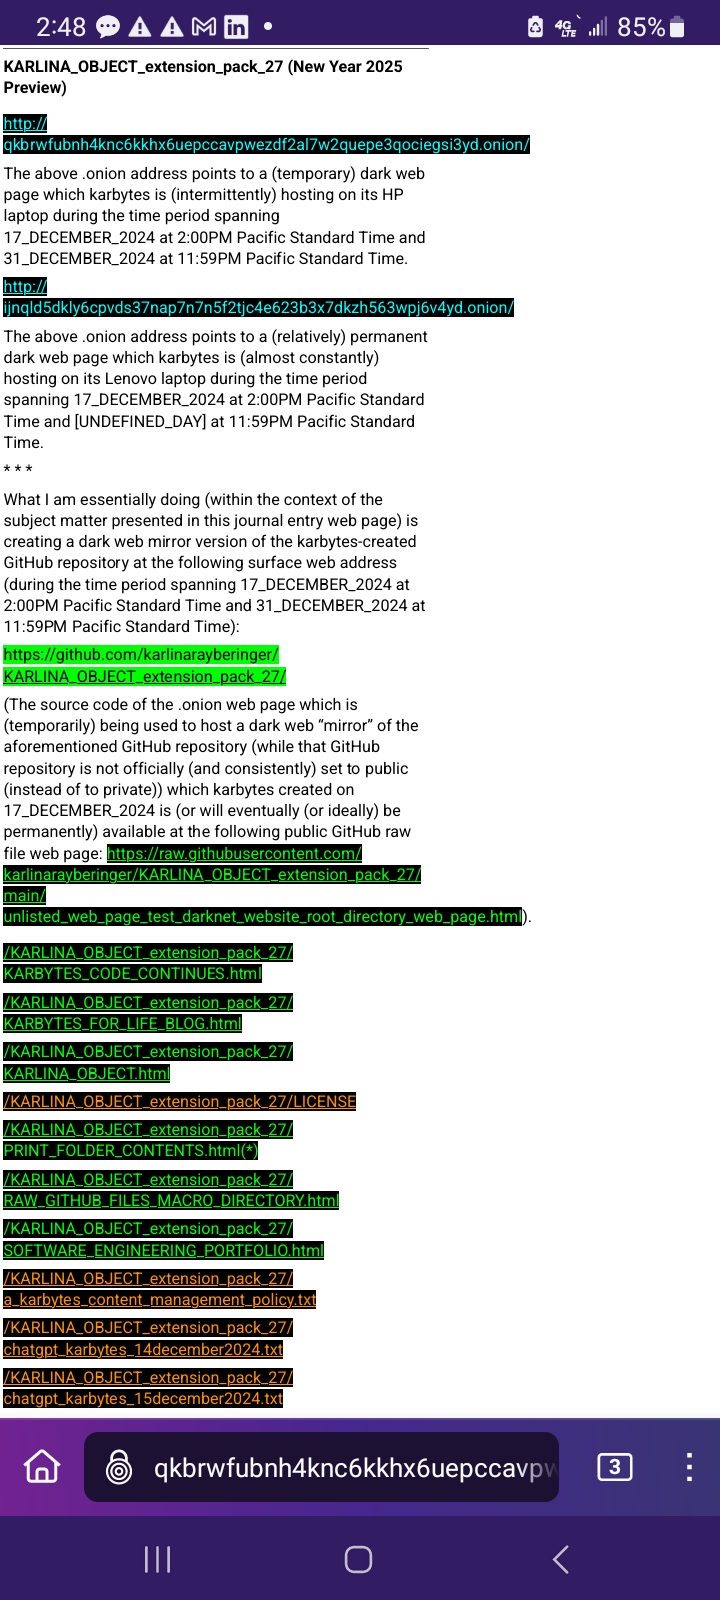 2:48
4G LTE 85%
KARLINA_OBJECT_extension_pack_27 (New Year 2025
Preview)
http://
qkbrwfubnh4knc6kkhx6uepccavpwezdf2al7w2quepe3qociegsi3yd.onion/
The above .onion address points to a (temporary) dark web
page which karbytes is (intermittently) hosting on its HP
laptop during the time period spanning
17_DECEMBER_2024 at 2:00PM Pacific Standard Time and
31_DECEMBER_2024 at 11:59PM Pacific Standard Time.
http://
ijnqld5dkly6cpvds37nap7n7n5f2tjc4e623b3x7dkzh563wpj6v4yd.onion/
The above .onion address points to a (relatively) permanent
dark web page which karbytes is (almost constantly)
hosting on its Lenovo laptop during the time period
spanning 17_DECEMBER_2024 at 2:00PM Pacific Standard
Time and [UNDEFINED_DAY] at 11:59PM Pacific Standard
Time.
* * *
What I am essentially doing (within the context of the
subject matter presented in this journal entry web page) is
creating a dark web mirror version of the karbytes-created
GitHub repository at the following surface web address
(during the time period spanning 17_DECEMBER_2024 at
2:00PM Pacific Standard Time and 31_DECEMBER_2024 at
11:59PM Pacific Standard Time):
https://github.com/karlinarayberinger/
KARLINA_OBJECT_extension_pack_27/
(The source code of the .onion web page which is
(temporarily) being used to host a dark web “mirror” of the
aforementioned GitHub repository (while that GitHub
repository is not officially (and consistently) set to public
(instead of to private)) which karbytes created on
17_DECEMBER_2024 is (or will eventually (or ideally) be
permanently) available at the following public GitHub raw
file web page: https://raw.githubusercontent.com/
karlinarayberinger/KARLINA_OBJECT_extension_pack_27/
main/
unlisted_web_page_test_darknet_website_root_directory_web_page.html).
/KARLINA_OBJECT_extension_pack_27/
KARBYTES_CODE_CONTINUES.html
/KARLINA_OBJECT_extension_pack_27/
KARBYTES_FOR_LIFE_BLOG.html
/KARLINA_OBJECT_extension_pack_27/
KARLINA_OBJECT.html
/KARLINA_OBJECT_extension_pack_27/LICENSE
/KARLINA_OBJECT_extension_pack_27/
PRINT_FOLDER_CONTENTS.html(*)
/KARLINA_OBJECT_extension_pack_27/
RAW_GITHUB_FILES_MACRO_DIRECTORY.html
/KARLINA_OBJECT_extension_pack_27/
SOFTWARE_ENGINEERING_PORTFOLIO.html
/KARLINA_OBJECT_extension_pack_27/
a_karbytes_content_management_policy.txt
/KARLINA_OBJECT_extension_pack_27/
chatgpt_karbytes_14december2024.txt
/KARLINA_OBJECT_extension_pack_27/
chatgpt_karbytes_15december2024.txt
qkbrwfubnh4knc6kkhx6uepccavpw
3